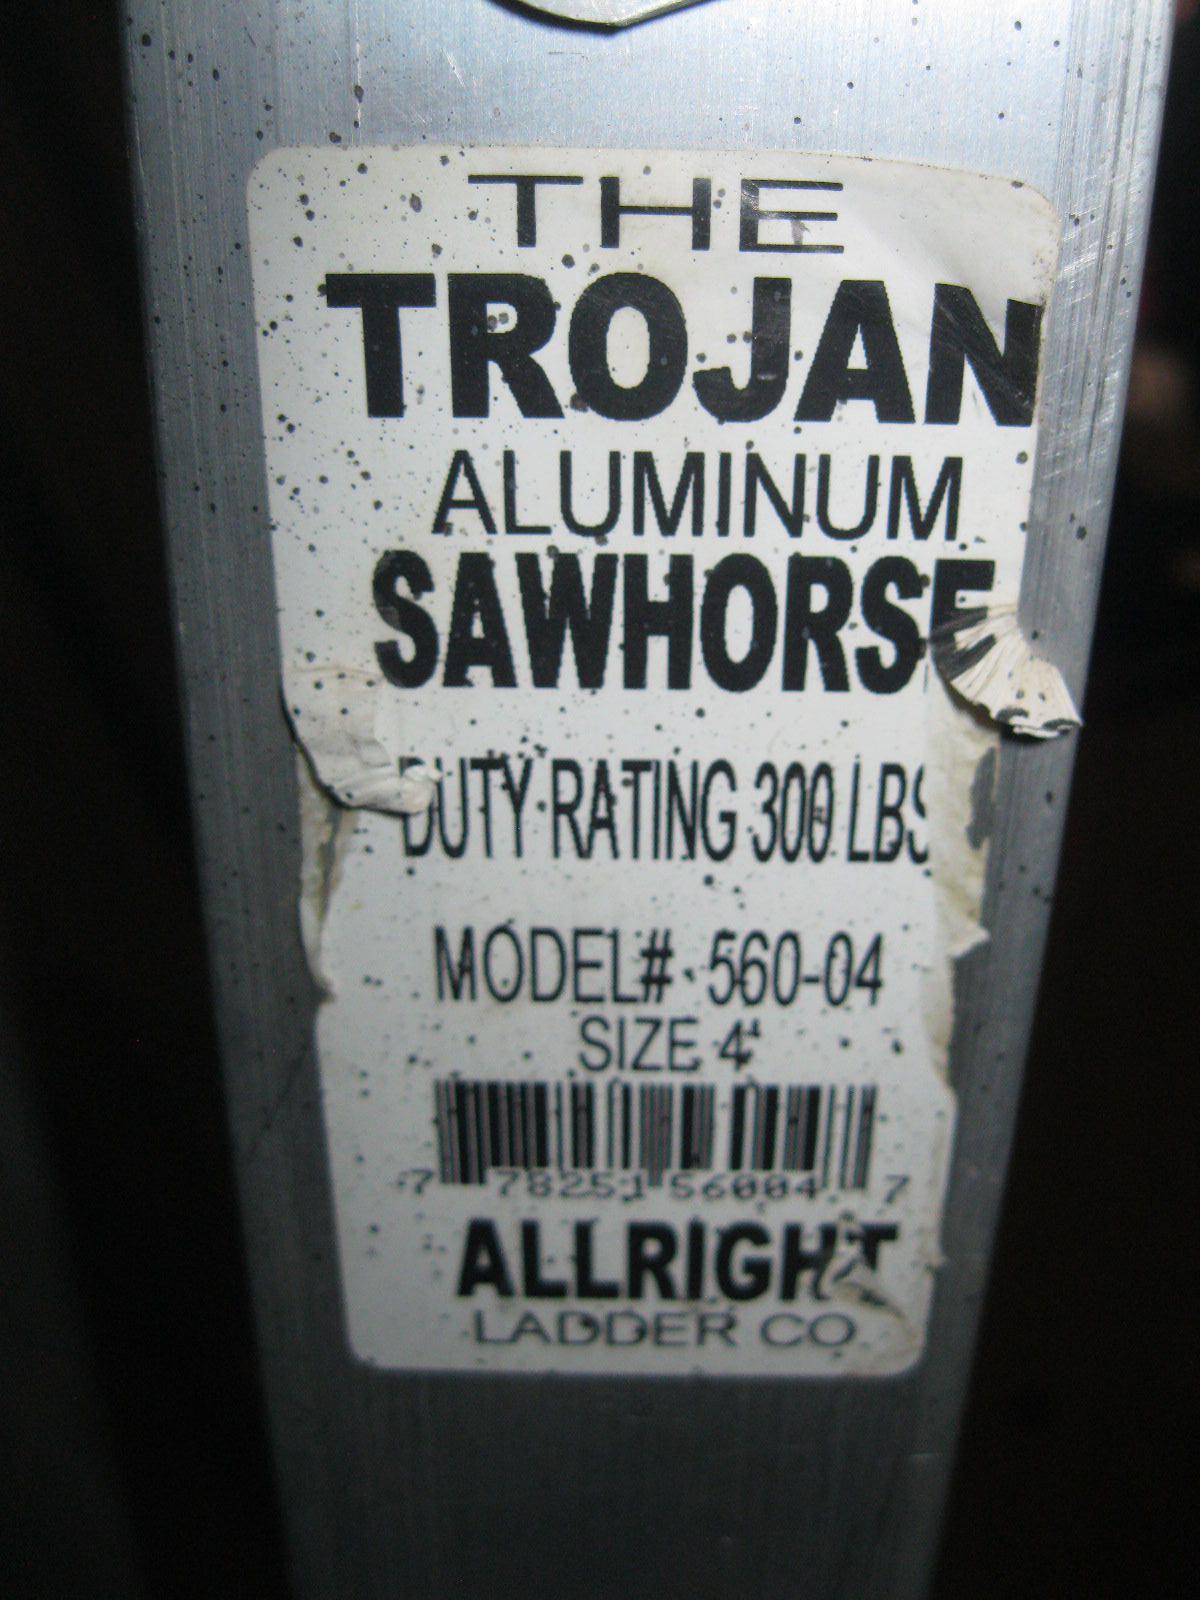 THE
TROJAN
ALUMINUM
SAWHORSE
DUTY RATING 300 LBS
MODEL# 560-04
SIZE 4'
7 78251 56004 7
ALLRIGHT
LADDER CO